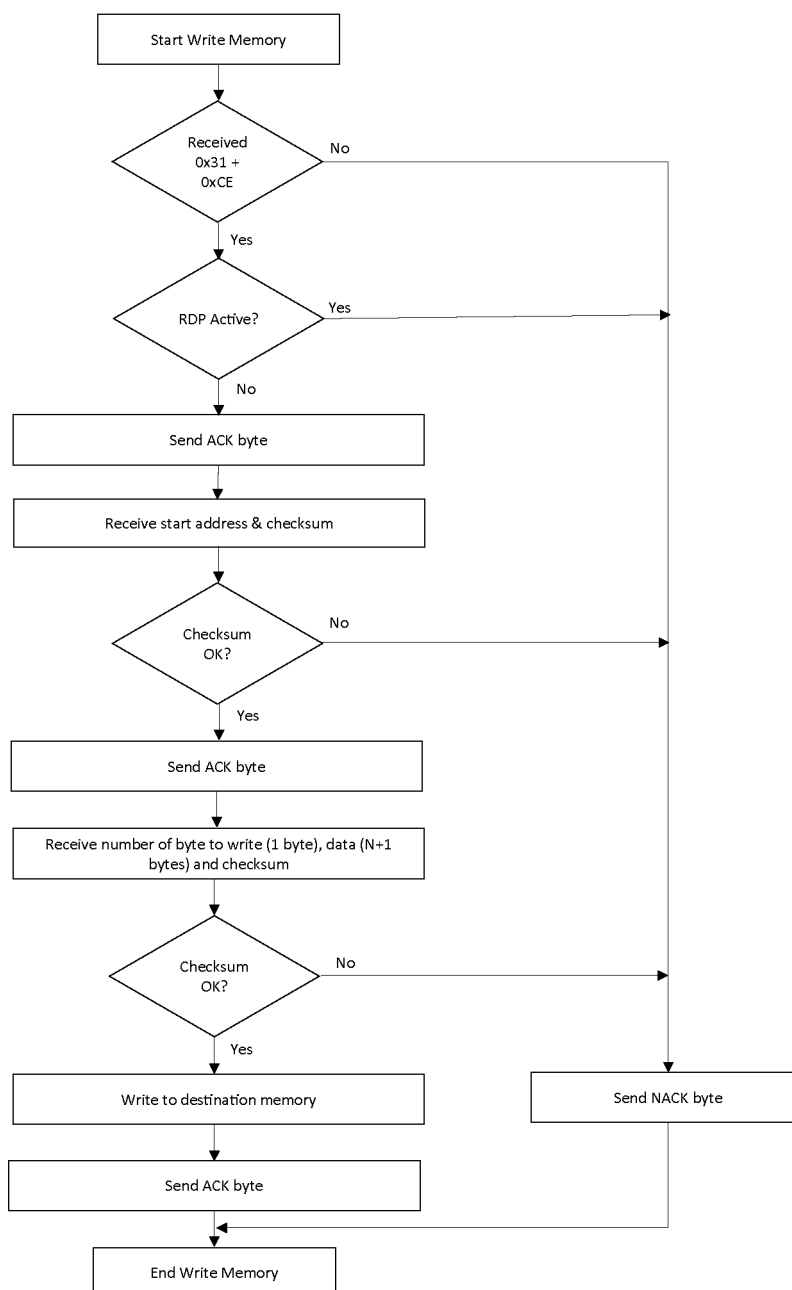 Start Write Memory
Received
0x31 +
0xCE
No
Yes
RDP Active?
Yes
No
Send ACK byte
Receive start address & checksum
Checksum
OK?
No
Yes
Send ACK byte
Receive number of byte to write (1 byte), data (N+1
bytes) and checksum
Checksum
OK?
No
Yes
Write to destination memory
Send NACK byte
Send ACK byte
End Write Memory